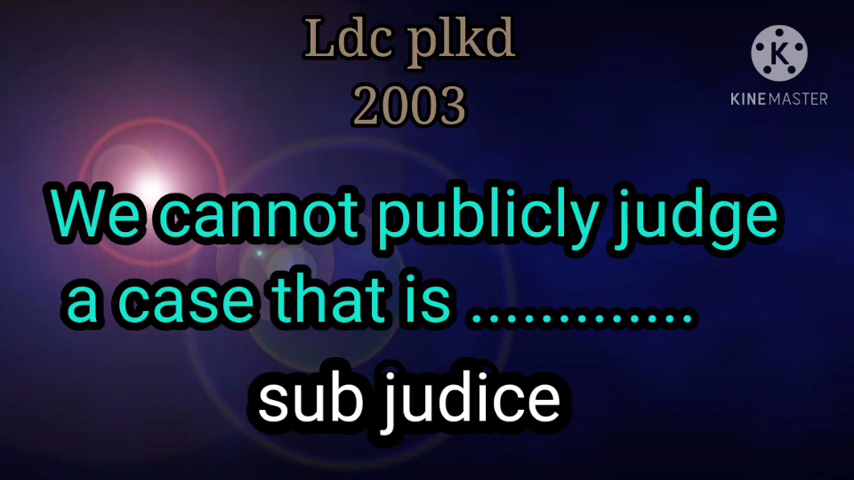 Ldc plkd
2003
KINEMASTER
We cannot publicly judge
a case that is .............
sub judice